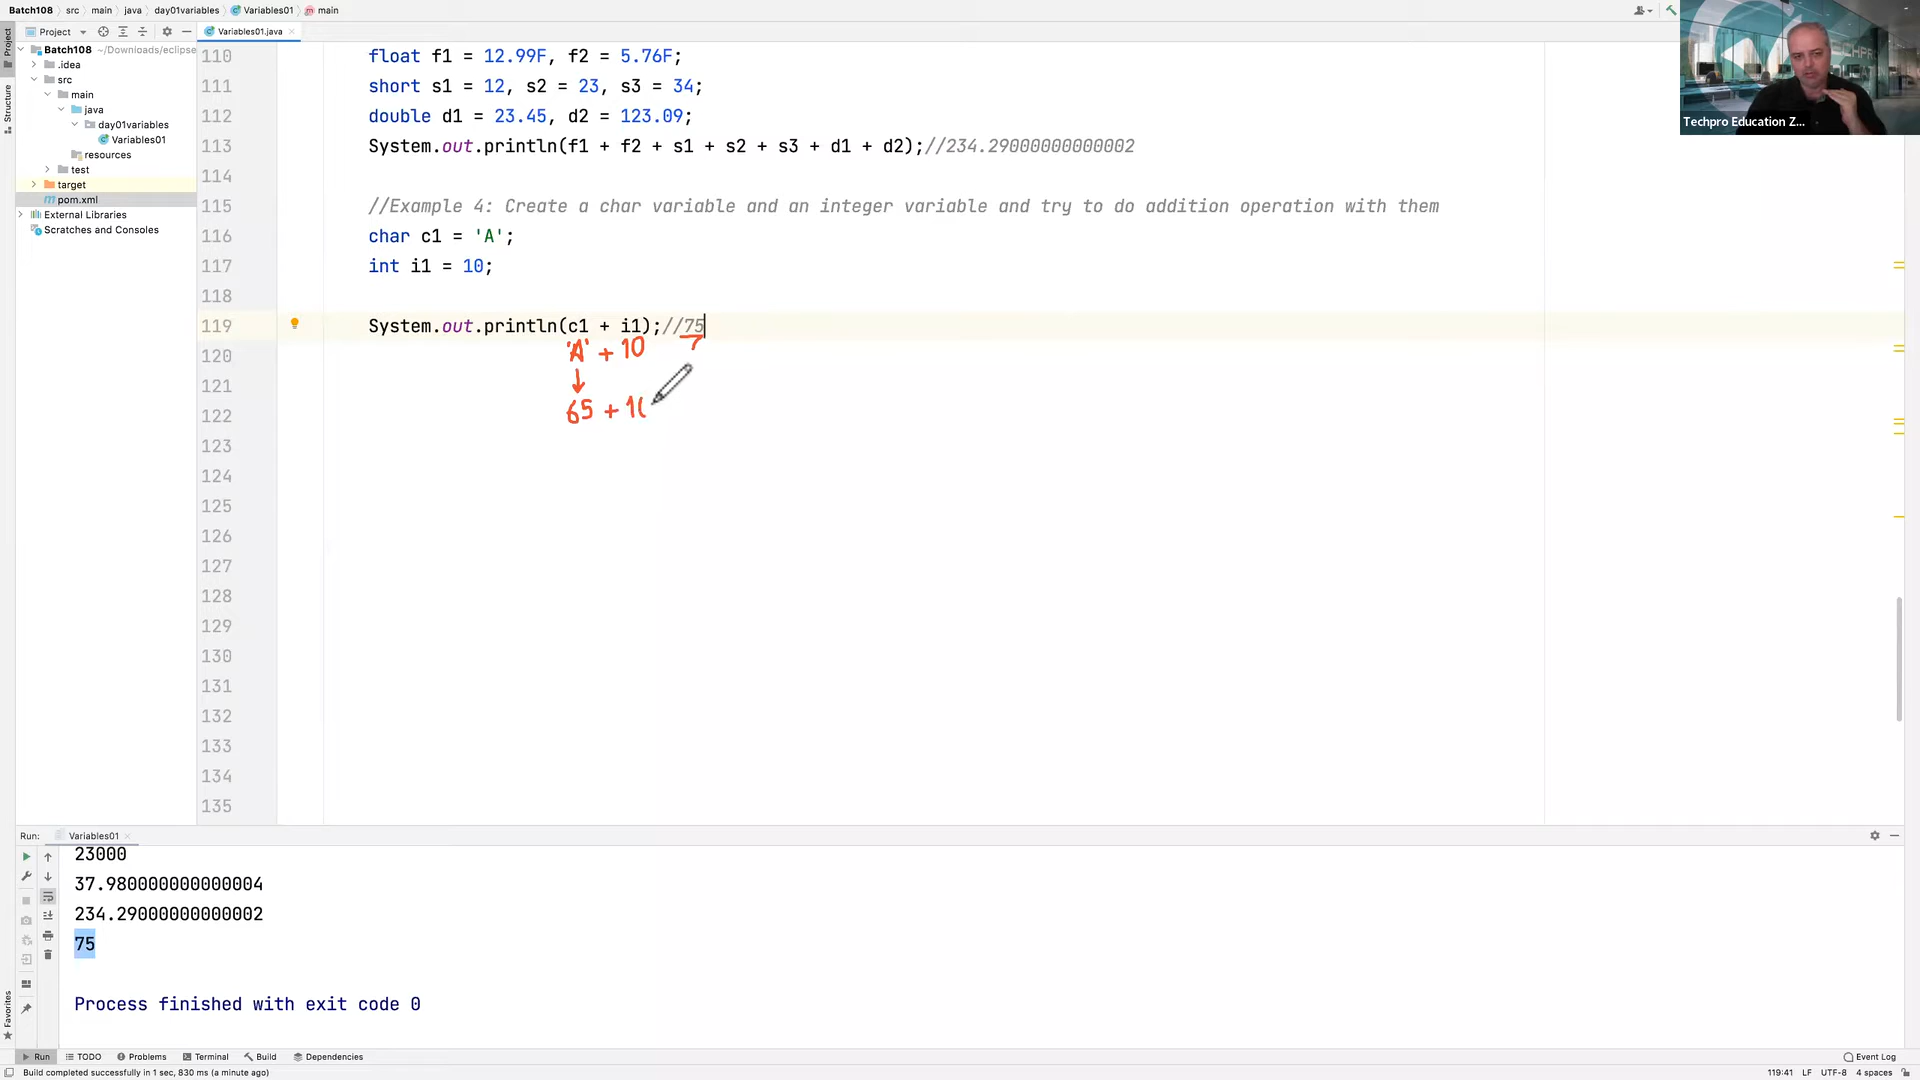 Batch108 src main java day01variables Variables01 main
Project Variables01.java
Batch108 ~/Downloads/eclipse
.idea
src
main
java
day01variables
Variables01
resources
test
target
pom.xml
External Libraries
Scratches and Consoles
Project
Structure
Favorites
110 float f1 = 12.99F, f2 = 5.76F;
111 short s1 = 12, s2 = 23, s3 = 34;
112 double d1 = 23.45, d2 = 123.09;
113 System.out.println(f1 + f2 + s1 + s2 + s3 + d1 + d2);//234.29000000000002
114
115 //Example 4: Create a char variable and an integer variable and try to do addition operation with them
116 char c1 = 'A';
117 int i1 = 10;
118
119 System.out.println(c1 + i1);//75
120 'A' + 10
121
122 65 + 1(
123
124
125
126
127
128
129
130
131
132
133
134
135
TECHPRO
Techpro Education Z...
Run: Variables01
23000
37.980000000000004
234.29000000000002
75
Process finished with exit code 0
Run TODO Problems Terminal Build Dependencies Event Log
Build completed successfully in 1 sec, 830 ms (a minute ago) 119:41 LF UTF-8 4 spaces